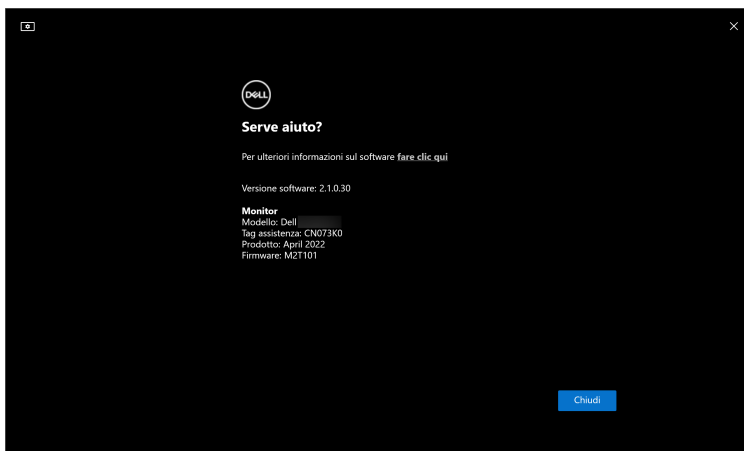 DELL
Serve aiuto?
Per ulteriori informazioni sul software fare clic qui
Versione software: 2.1.0.30
Monitor
Modello: Dell
Tag assistenza: CN073K0
Prodotto: April 2022
Firmware: M2T101
Chiudi